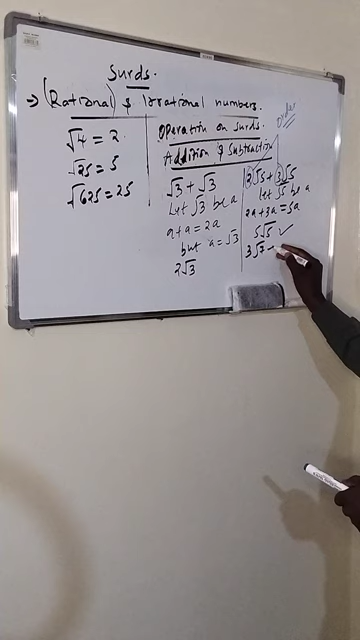 Surds.
=> (Rational) & Irrational numbers.
√4 = 2
√25 = 5
√625 = 25
Operation on Surds.
Addition & Subtraction
√3 + √3
Let √3 be a
a + a = 2a
but a = √3
2√3
Order
2√5 + 3√5
let √5 be a
2a + 3a = 5a
5√5 ✓